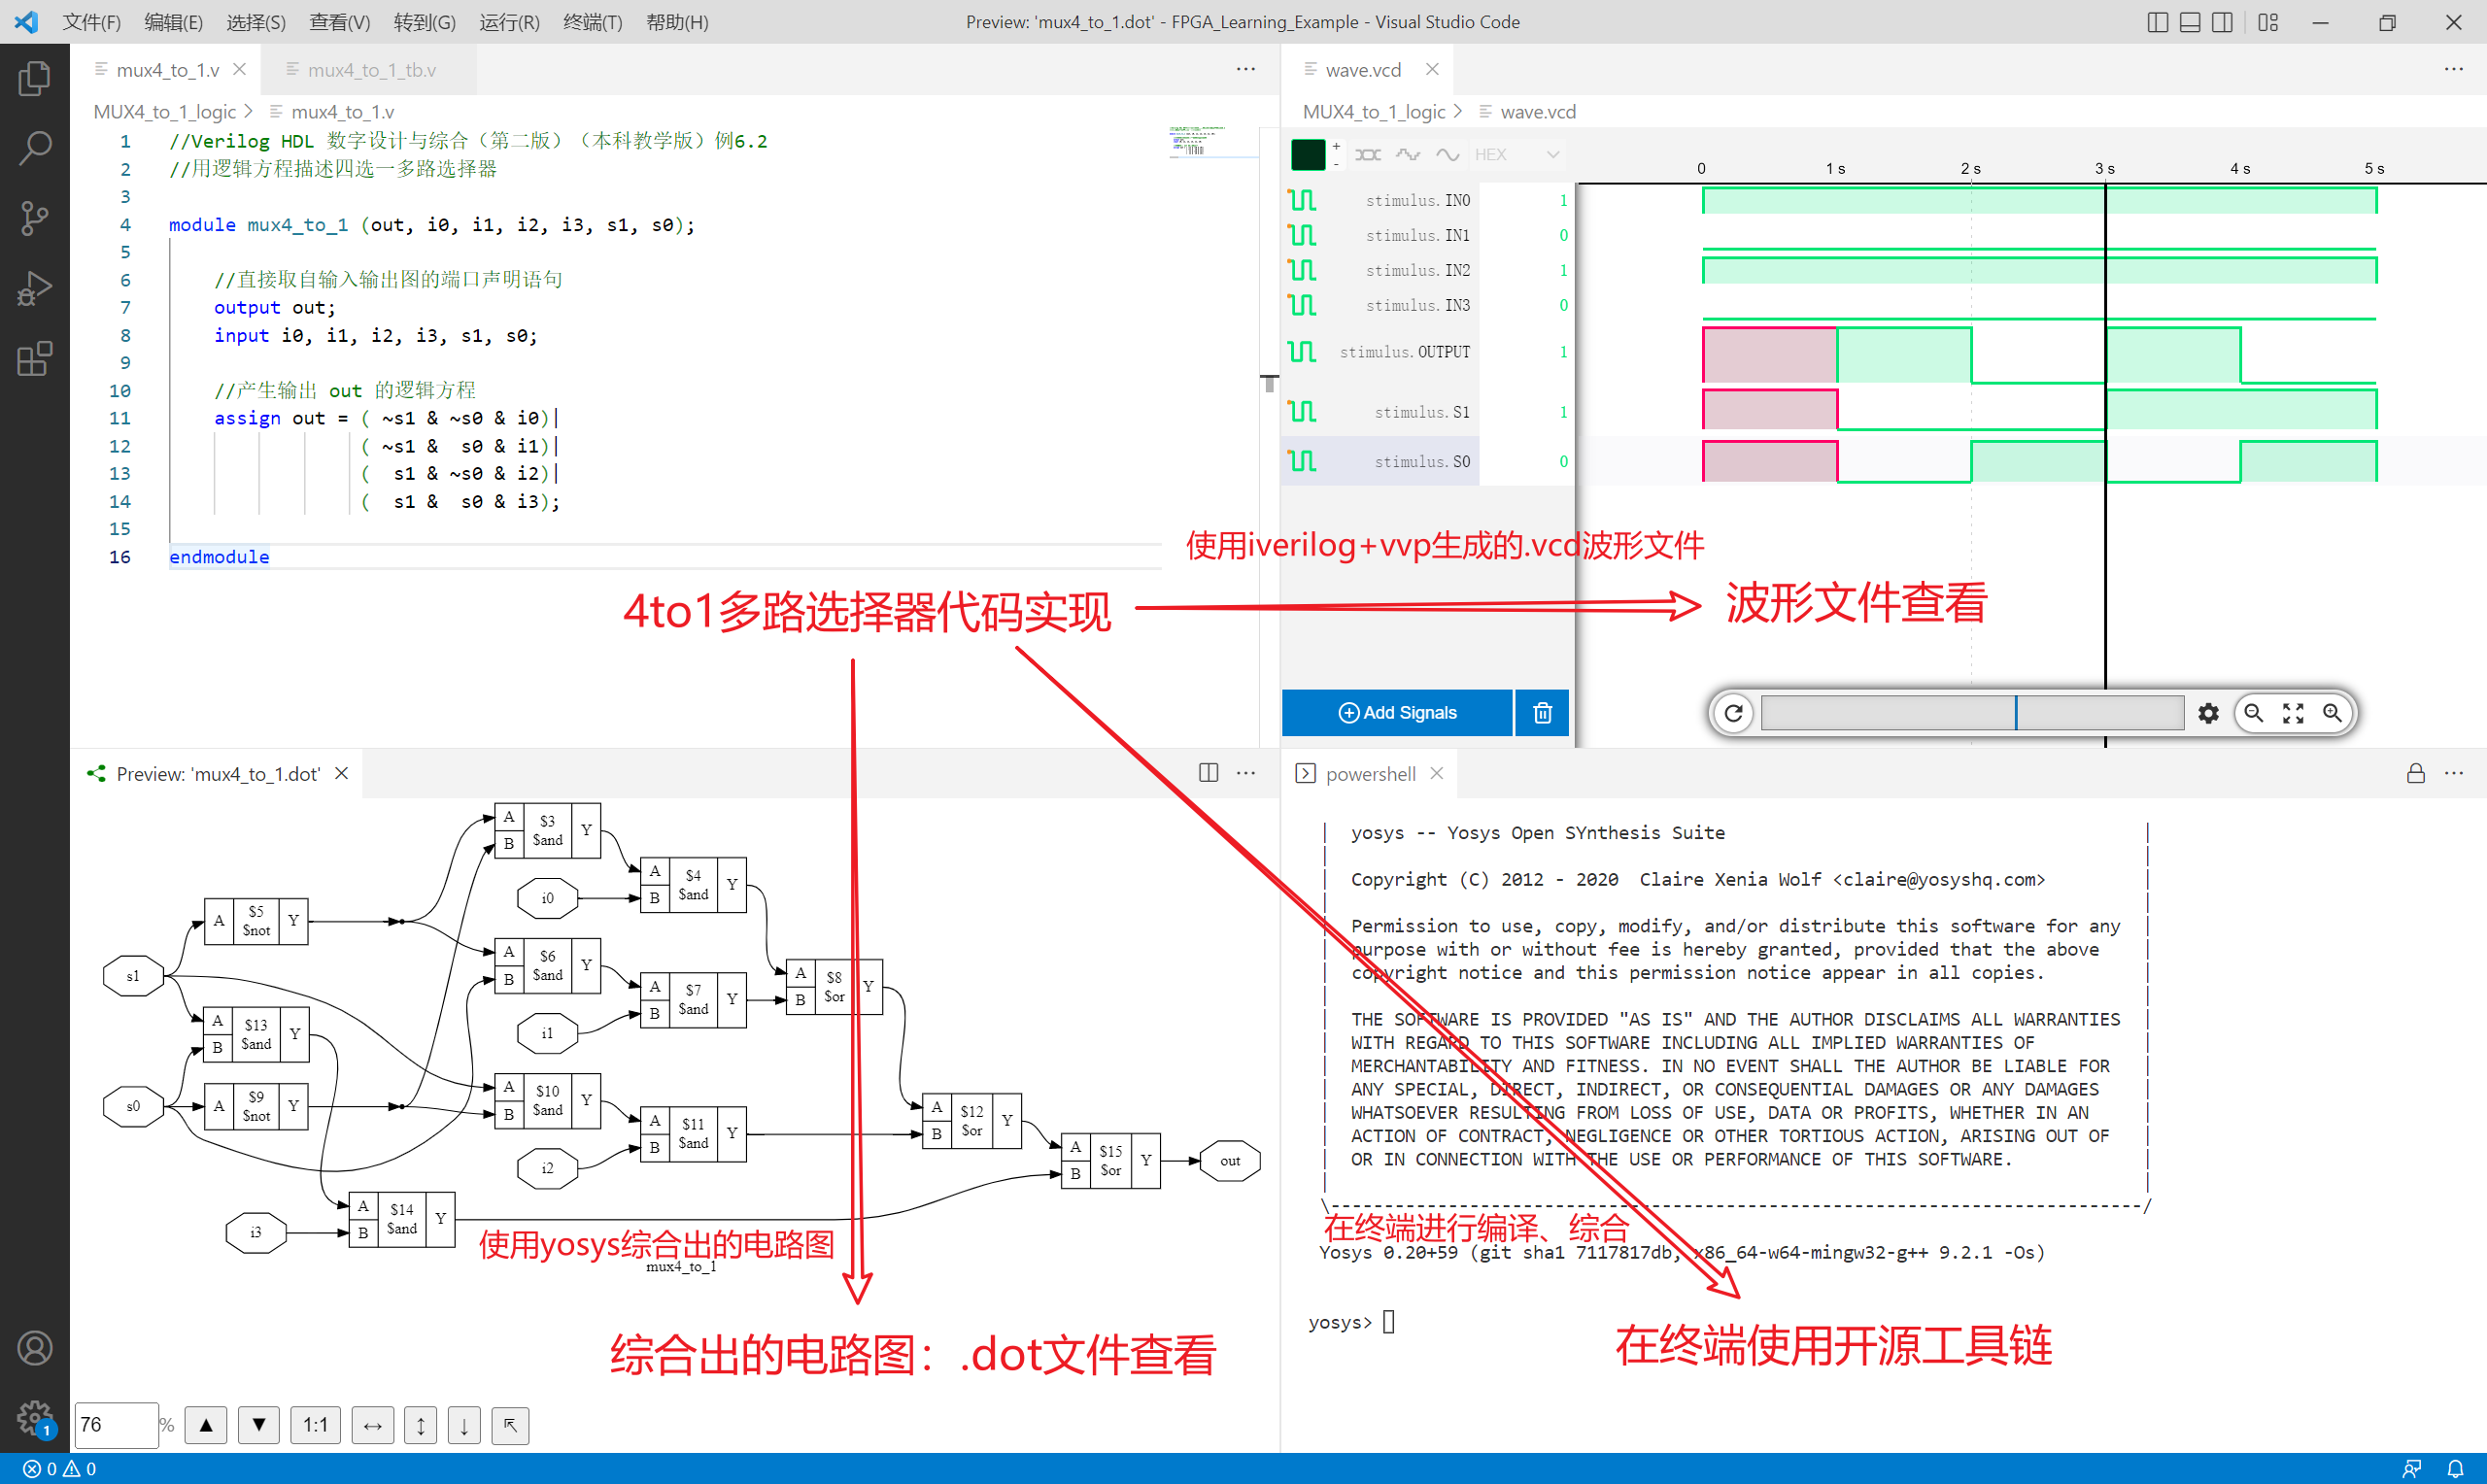 文件(F) 编辑(E) 选择(S) 查看(V) 转到(G) 运行(R) 终端(T) 帮助(H) Preview: 'mux4_to_1.dot' - FPGA_Learning_Example - Visual Studio Code
mux4_to_1.v mux4_to_1_tb.v
MUX4_to_1_logic > mux4_to_1.v
1 //Verilog HDL 数字设计与综合（第二版）（本科教学版）例6.2
2 //用逻辑方程描述四选一多路选择器
3
4 module mux4_to_1 (out, i0, i1, i2, i3, s1, s0);
5
6 //直接取自输入输出图的端口声明语句
7 output out;
8 input i0, i1, i2, i3, s1, s0;
9
10 //产生输出 out 的逻辑方程
11 assign out = ( ~s1 & ~s0 & i0)|
12 ( ~s1 &  s0 & i1)|
13 (  s1 & ~s0 & i2)|
14 (  s1 &  s0 & i3);
15
16 endmodule
wave.vcd
MUX4_to_1_logic > wave.vcd
+
-
HEX
0 1 s 2 s 3 s 4 s 5 s
stimulus.IN0 1
stimulus.IN1 0
stimulus.IN2 1
stimulus.IN3 0
stimulus.OUTPUT 1
stimulus.S1 1
stimulus.S0 0
使用iverilog+vvp生成的.vcd波形文件
4to1多路选择器代码实现
波形文件查看
Add Signals
Preview: 'mux4_to_1.dot'
A
B
$3
$and
Y
A
B
$4
$and
Y
i0
A
$5
$not
Y
s1
A
B
$6
$and
Y
A
B
$7
$and
Y
i1
A
B
$8
$or
Y
A
B
$13
$and
Y
s0
A
$9
$not
Y
A
B
$10
$and
Y
A
B
$11
$and
Y
i2
A
B
$12
$or
Y
A
B
$15
$or
Y
out
A
B
$14
$and
Y
i3
使用yosys综合出的电路图
mux4_to_1
综合出的电路图：.dot文件查看
76 % ▲ ▼ 1:1 ↔ ↕ ↓ ↖
powershell
| yosys -- Yosys Open SYnthesis Suite |
| Copyright (C) 2012 - 2020  Claire Xenia Wolf <claire@yosyshq.com> |
| Permission to use, copy, modify, and/or distribute this software for any |
| purpose with or without fee is hereby granted, provided that the above |
| copyright notice and this permission notice appear in all copies. |
| THE SOFTWARE IS PROVIDED "AS IS" AND THE AUTHOR DISCLAIMS ALL WARRANTIES |
| WITH REGARD TO THIS SOFTWARE INCLUDING ALL IMPLIED WARRANTIES OF |
| MERCHANTABILITY AND FITNESS. IN NO EVENT SHALL THE AUTHOR BE LIABLE FOR |
| ANY SPECIAL, DIRECT, INDIRECT, OR CONSEQUENTIAL DAMAGES OR ANY DAMAGES |
| WHATSOEVER RESULTING FROM LOSS OF USE, DATA OR PROFITS, WHETHER IN AN |
| ACTION OF CONTRACT, NEGLIGENCE OR OTHER TORTIOUS ACTION, ARISING OUT OF |
| OR IN CONNECTION WITH THE USE OR PERFORMANCE OF THIS SOFTWARE. |
\----------------------------------------------------------------------------/
在终端进行编译、综合
Yosys 0.20+59 (git sha1 7117817db, x86_64-w64-mingw32-g++ 9.2.1 -Os)
yosys>
在终端使用开源工具链
1
0 0